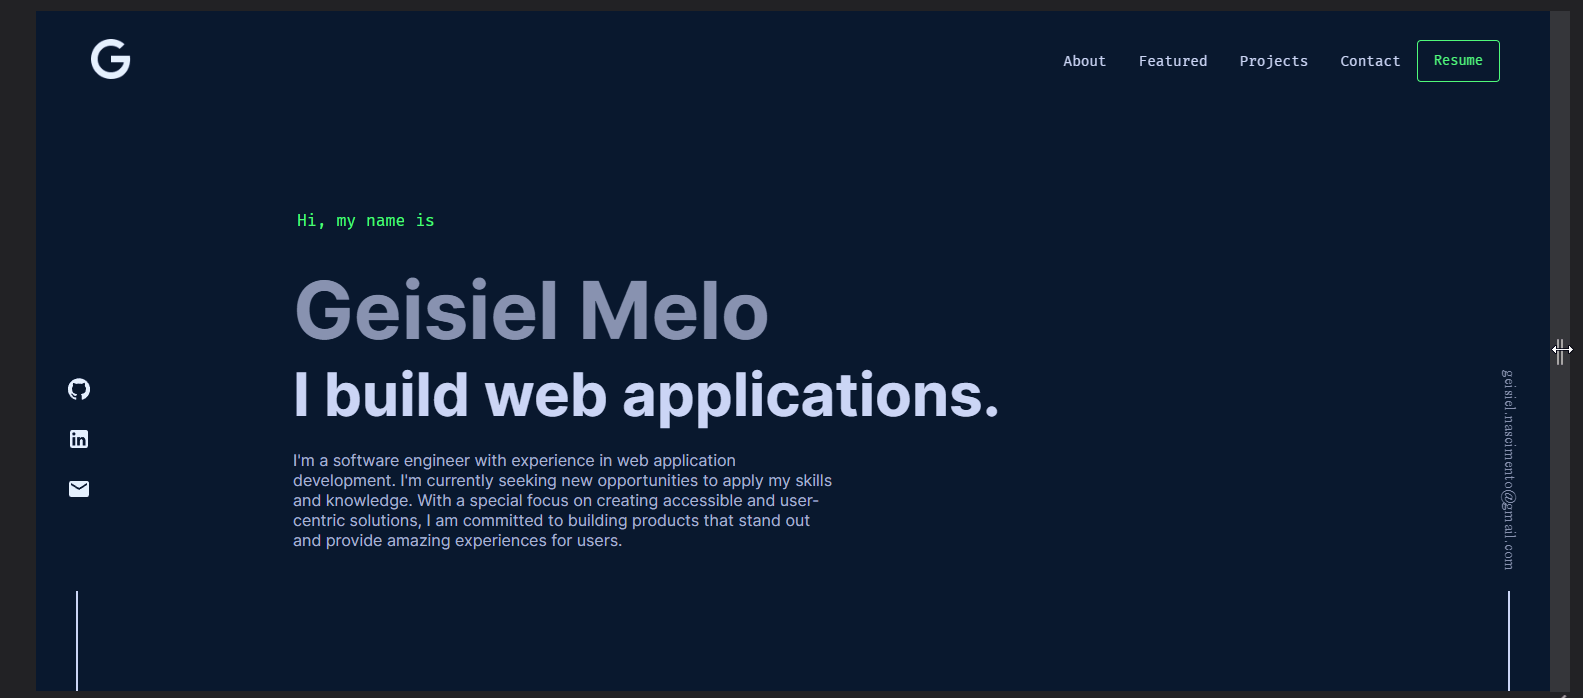 G
About Featured Projects Contact Resume
Hi, my name is
Geisiel Melo
I build web applications.
I'm a software engineer with experience in web application
development. I'm currently seeking new opportunities to apply my skills
and knowledge. With a special focus on creating accessible and user-
centric solutions, I am committed to building products that stand out
and provide amazing experiences for users.
in
geisiel.nascimento@gmail.com